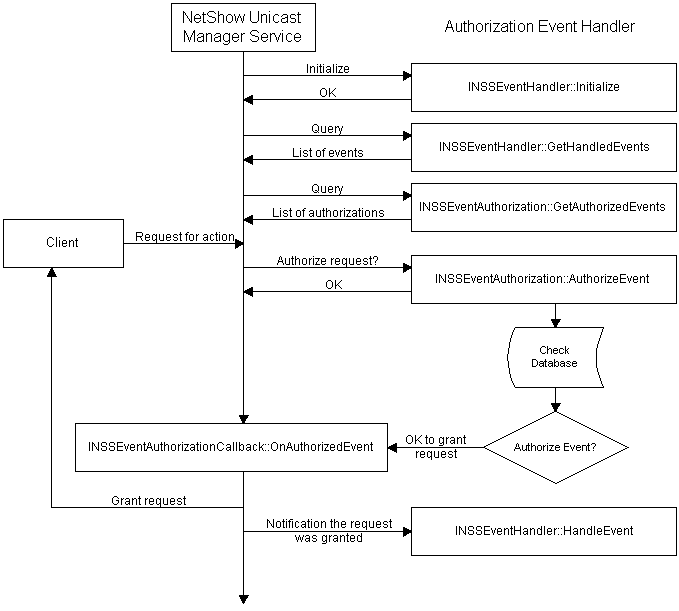 NetShow Unicast
Manager Service
Authorization Event Handler
Initialize
INSSEventHandler::Initialize
OK
Query
INSSEventHandler::GetHandledEvents
List of events
Query
INSSEventAuthorization::GetAuthorizedEvents
List of authorizations
Client
Request for action
Authorize request?
INSSEventAuthorization::AuthorizeEvent
OK
Check
Database
INSSEventAuthorizationCallback::OnAuthorizedEvent
OK to grant
request
Authorize Event?
Grant request
Notification the request
was granted
INSSEventHandler::HandleEvent